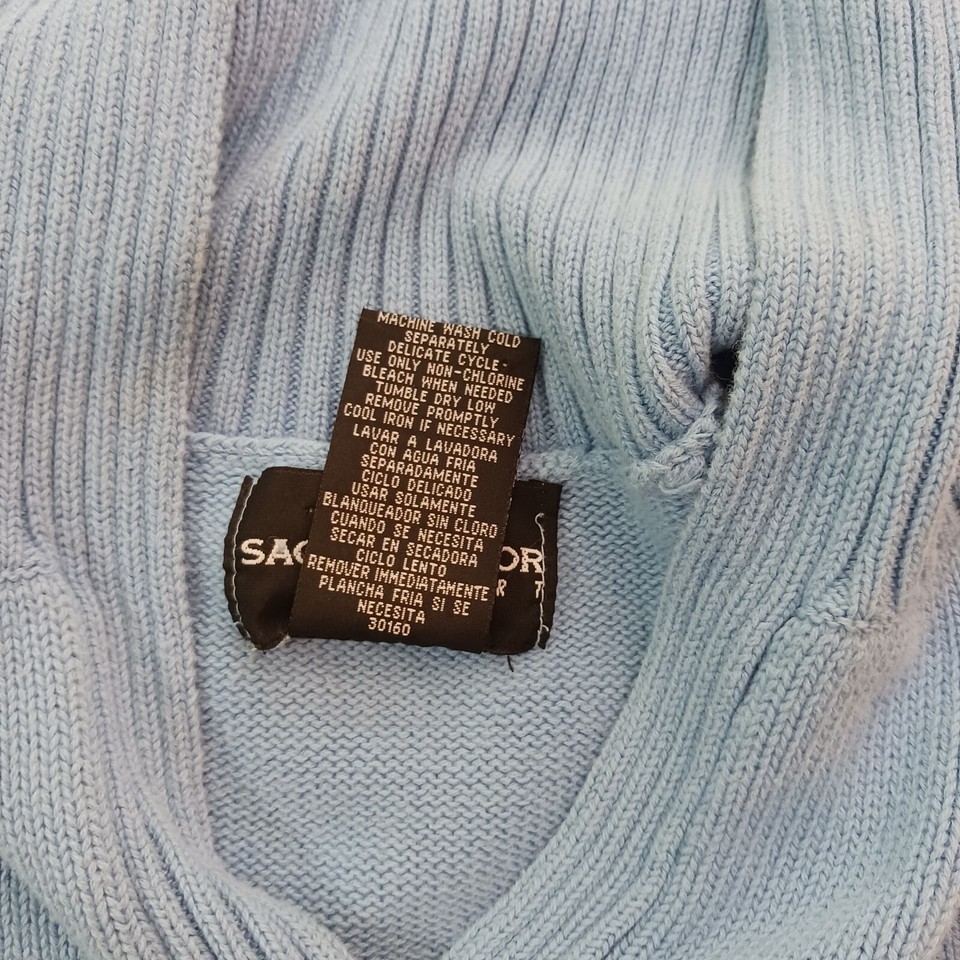 MACHINE WASH COLD
SEPARATELY
DELICATE CYCLE-
USE ONLY NON-CHLORINE
BLEACH WHEN NEEDED
TUMBLE DRY LOW
REMOVE PROMPTLY
COOL IRON IF NECESSARY
LAVAR A LAVADORA
CON AGUA FRIA
SEPARADAMENTE
CICLO DELICADO
USAR SOLAMENTE
BLANQUEADOR SIN CLORO
CUANDO SE NECESITA
SECAR EN SECADORA
CICLO LENTO
REMOVER IMMEDIATAMENTE
PLANCHA FRIA SI SE
NECESITA
30160